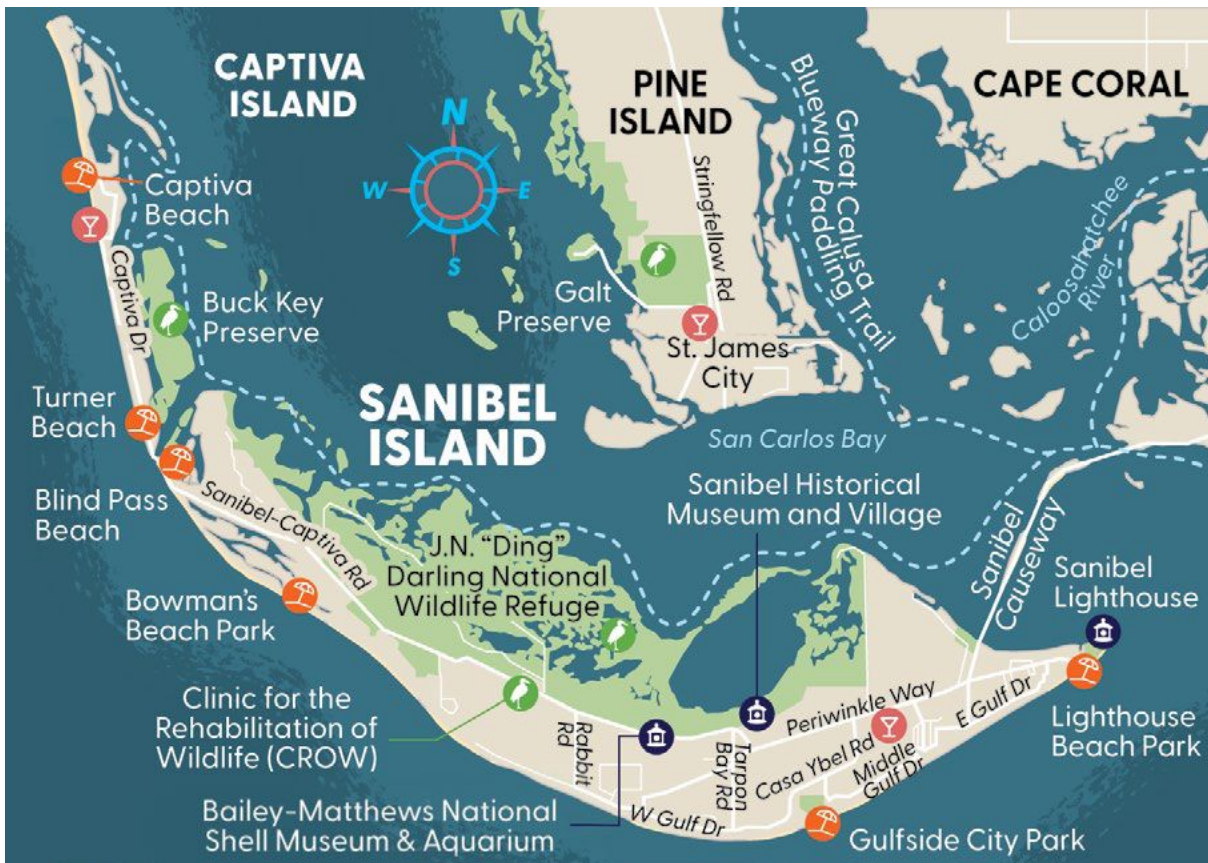 CAPTIVA
ISLAND
PINE
ISLAND
CAPE CORAL
N
W
E
S
Great Calusa
Blueway Paddling Trail
Stringfellow Rd
Caloosahatchee
River
Captiva
Beach
Captiva Dr
Buck Key
Preserve
Galt
Preserve
St. James
City
Turner
Beach
SANIBEL
ISLAND
San Carlos Bay
Blind Pass
Beach
Sanibel-Captiva Rd
Sanibel Historical
Museum and Village
J.N. “Ding”
Darling National
Wildlife Refuge
Sanibel
Causeway
Sanibel
Lighthouse
Bowman’s
Beach Park
Clinic for the
Rehabilitation of
Wildlife (CROW)
Rabbit
Rd
Periwinkle Way
E Gulf Dr
Lighthouse
Beach Park
Tarpon
Bay Rd
Casa Ybel Rd
Middle
Gulf Dr
W Gulf Dr
Bailey-Matthews National
Shell Museum & Aquarium
Gulfside City Park